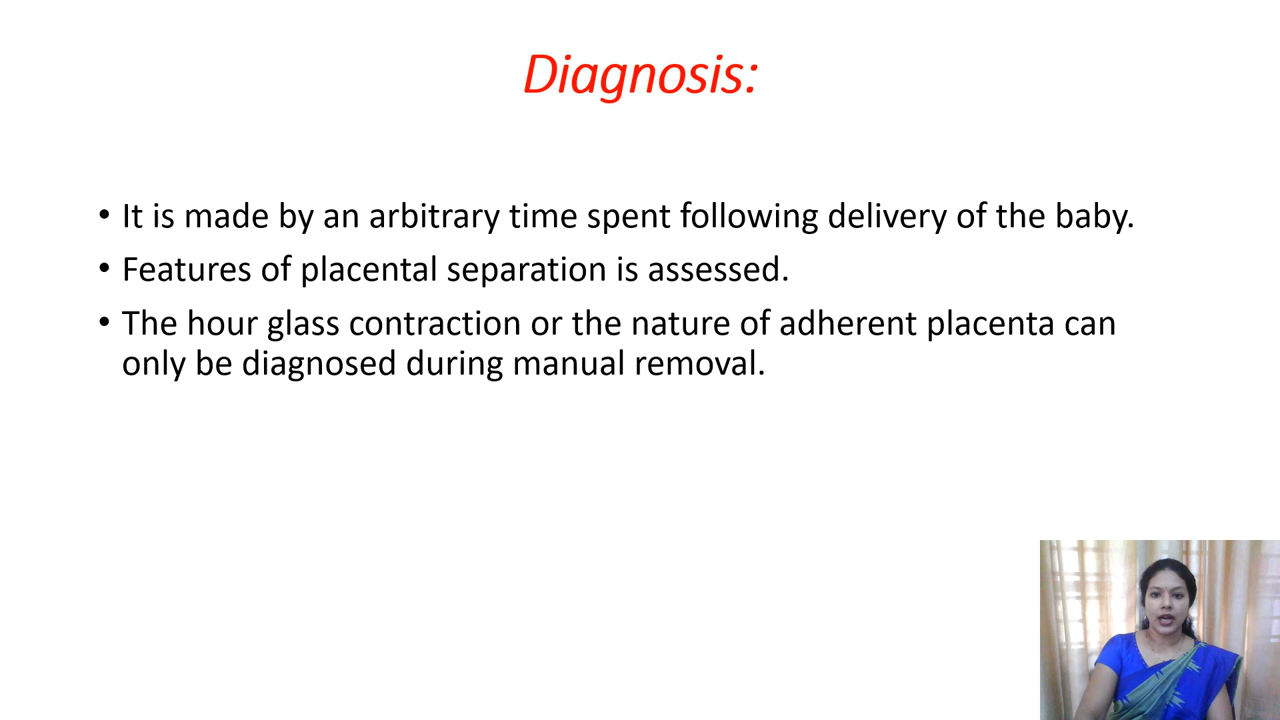 Diagnosis:
• It is made by an arbitrary time spent following delivery of the baby.
• Features of placental separation is assessed.
• The hour glass contraction or the nature of adherent placenta can
only be diagnosed during manual removal.